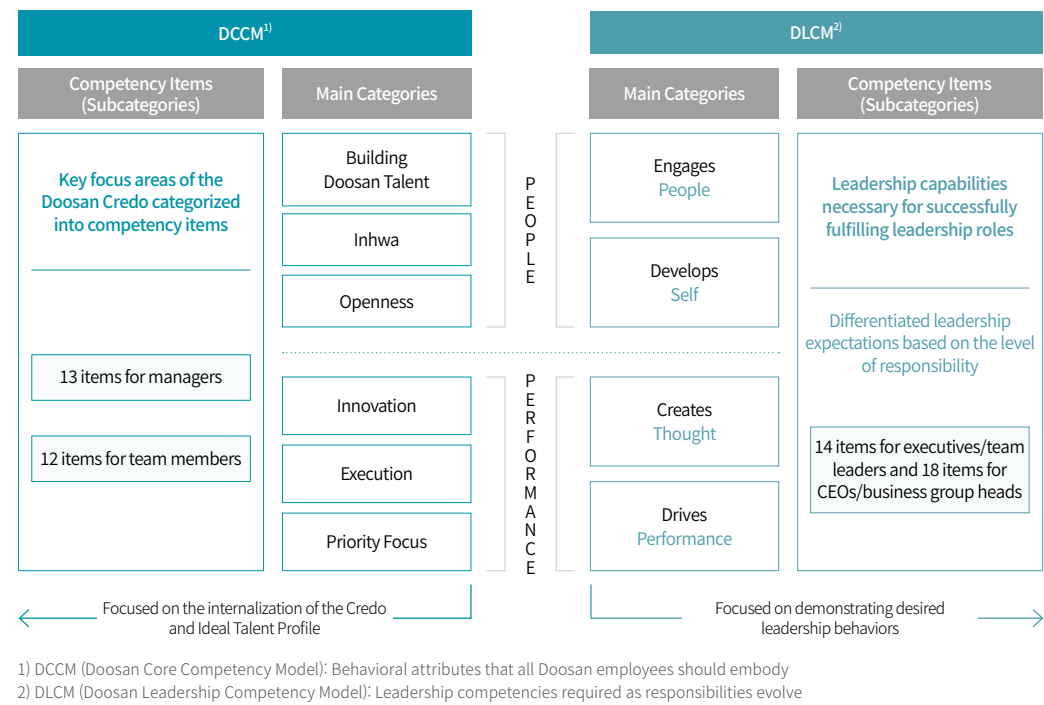 DCCM1)
DLCM2)
Competency Items
(Subcategories)
Main Categories
Main Categories
Competency Items
(Subcategories)
Key focus areas of the
Doosan Credo categorized
into competency items
13 items for managers
12 items for team members
Building
Doosan Talent
Inhwa
Openness
Innovation
Execution
Priority Focus
PEOPLE
PERFORMANCE
Engages
People
Develops
Self
Creates
Thought
Drives
Performance
Leadership capabilities
necessary for successfully
fulfilling leadership roles
Differentiated leadership
expectations based on the level
of responsibility
14 items for executives/team
leaders and 18 items for
CEOs/business group heads
Focused on the internalization of the Credo
and Ideal Talent Profile
Focused on demonstrating desired
leadership behaviors
1) DCCM (Doosan Core Competency Model): Behavioral attributes that all Doosan employees should embody
2) DLCM (Doosan Leadership Competency Model): Leadership competencies required as responsibilities evolve